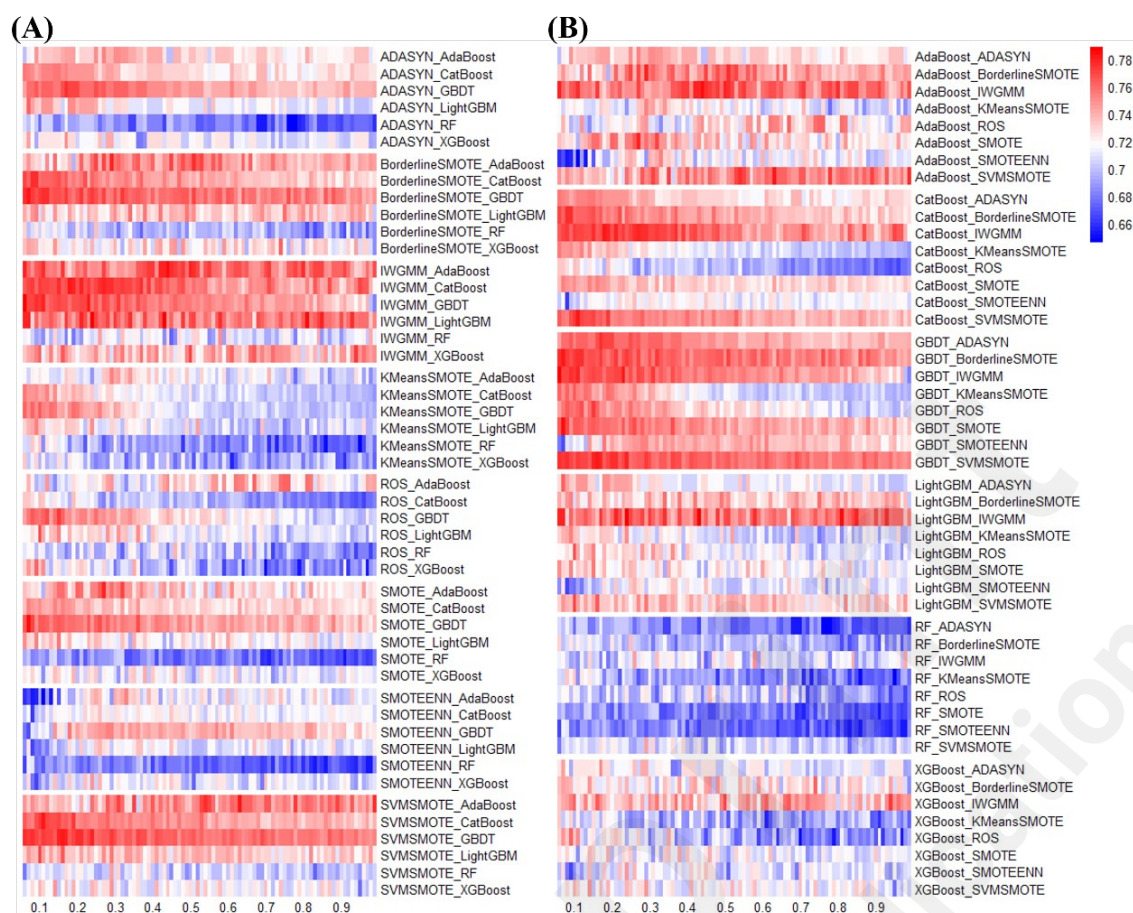 (A)
ADASYN_AdaBoost
ADASYN_CatBoost
ADASYN_GBDT
ADASYN_LightGBM
ADASYN_RF
ADASYN_XGBoost
BorderlineSMOTE_AdaBoost
BorderlineSMOTE_CatBoost
BorderlineSMOTE_GBDT
BorderlineSMOTE_LightGBM
BorderlineSMOTE_RF
BorderlineSMOTE_XGBoost
IWGMM_AdaBoost
IWGMM_CatBoost
IWGMM_GBDT
IWGMM_LightGBM
IWGMM_RF
IWGMM_XGBoost
KMeansSMOTE_AdaBoost
KMeansSMOTE_CatBoost
KMeansSMOTE_GBDT
KMeansSMOTE_LightGBM
KMeansSMOTE_RF
KMeansSMOTE_XGBoost
ROS_AdaBoost
ROS_CatBoost
ROS_GBDT
ROS_LightGBM
ROS_RF
ROS_XGBoost
SMOTE_AdaBoost
SMOTE_CatBoost
SMOTE_GBDT
SMOTE_LightGBM
SMOTE_RF
SMOTE_XGBoost
SMOTEENN_AdaBoost
SMOTEENN_CatBoost
SMOTEENN_GBDT
SMOTEENN_LightGBM
SMOTEENN_RF
SMOTEENN_XGBoost
SVMSMOTE_AdaBoost
SVMSMOTE_CatBoost
SVMSMOTE_GBDT
SVMSMOTE_LightGBM
SVMSMOTE_RF
SVMSMOTE_XGBoost
0.1 0.2 0.3 0.4 0.5 0.6 0.7 0.8 0.9
(B)
AdaBoost_ADASYN
AdaBoost_BorderlineSMOTE
AdaBoost_IWGMM
AdaBoost_KMeansSMOTE
AdaBoost_ROS
AdaBoost_SMOTE
AdaBoost_SMOTEENN
AdaBoost_SVMSMOTE
CatBoost_ADASYN
CatBoost_BorderlineSMOTE
CatBoost_IWGMM
CatBoost_KMeansSMOTE
CatBoost_ROS
CatBoost_SMOTE
CatBoost_SMOTEENN
CatBoost_SVMSMOTE
GBDT_ADASYN
GBDT_BorderlineSMOTE
GBDT_IWGMM
GBDT_KMeansSMOTE
GBDT_ROS
GBDT_SMOTE
GBDT_SMOTEENN
GBDT_SVMSMOTE
LightGBM_ADASYN
LightGBM_BorderlineSMOTE
LightGBM_IWGMM
LightGBM_KMeansSMOTE
LightGBM_ROS
LightGBM_SMOTE
LightGBM_SMOTEENN
LightGBM_SVMSMOTE
RF_ADASYN
RF_BorderlineSMOTE
RF_IWGMM
RF_KMeansSMOTE
RF_ROS
RF_SMOTE
RF_SMOTEENN
RF_SVMSMOTE
XGBoost_ADASYN
XGBoost_BorderlineSMOTE
XGBoost_IWGMM
XGBoost_KMeansSMOTE
XGBoost_ROS
XGBoost_SMOTE
XGBoost_SMOTEENN
XGBoost_SVMSMOTE
0.1 0.2 0.3 0.4 0.5 0.6 0.7 0.8 0.9
0.78
0.76
0.74
0.72
0.7
0.68
0.66